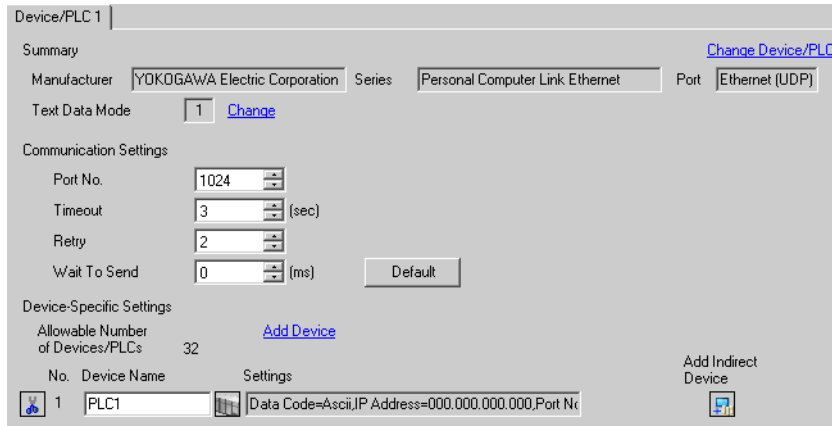 Device/PLC 1
Summary
Change Device/PLC
Manufacturer YOKOGAWA Electric Corporation Series Personal Computer Link Ethernet Port Ethernet (UDP)
Text Data Mode 1 Change
Communication Settings
Port No. 1024
Timeout 3 (sec)
Retry 2
Wait To Send 0 (ms) Default
Device-Specific Settings
Allowable Number of Devices/PLCs 32 Add Device
Add Indirect Device
No. Device Name Settings
1 PLC1 Data Code=Ascii,IP Address=000.000.000.000,Port